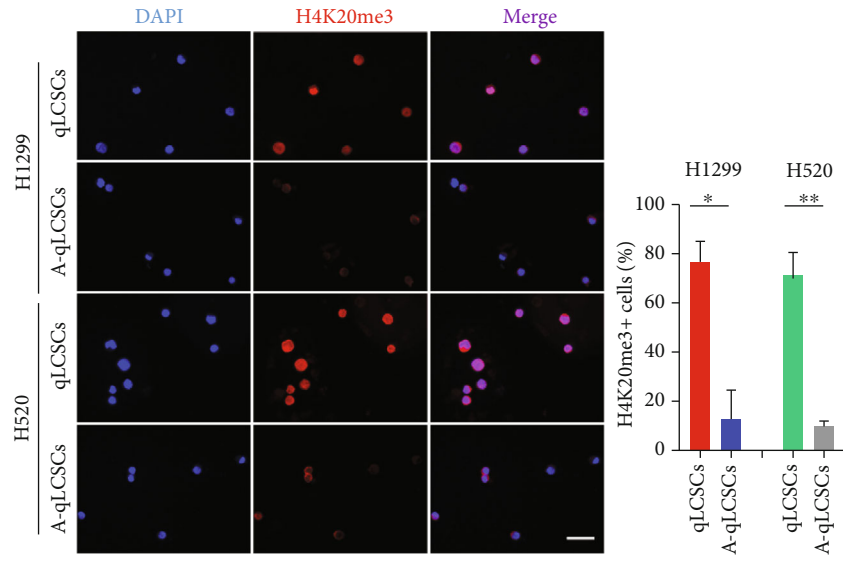 DAPI H4K20me3 Merge
H1299
qLCSCs
A-qLCSCs
H520
qLCSCs
A-qLCSCs
H1299 H520
* **
H4K20me3+ cells (%)
100
80
60
40
20
0
qLCSCs
A-qLCSCs
qLCSCs
A-qLCSCs